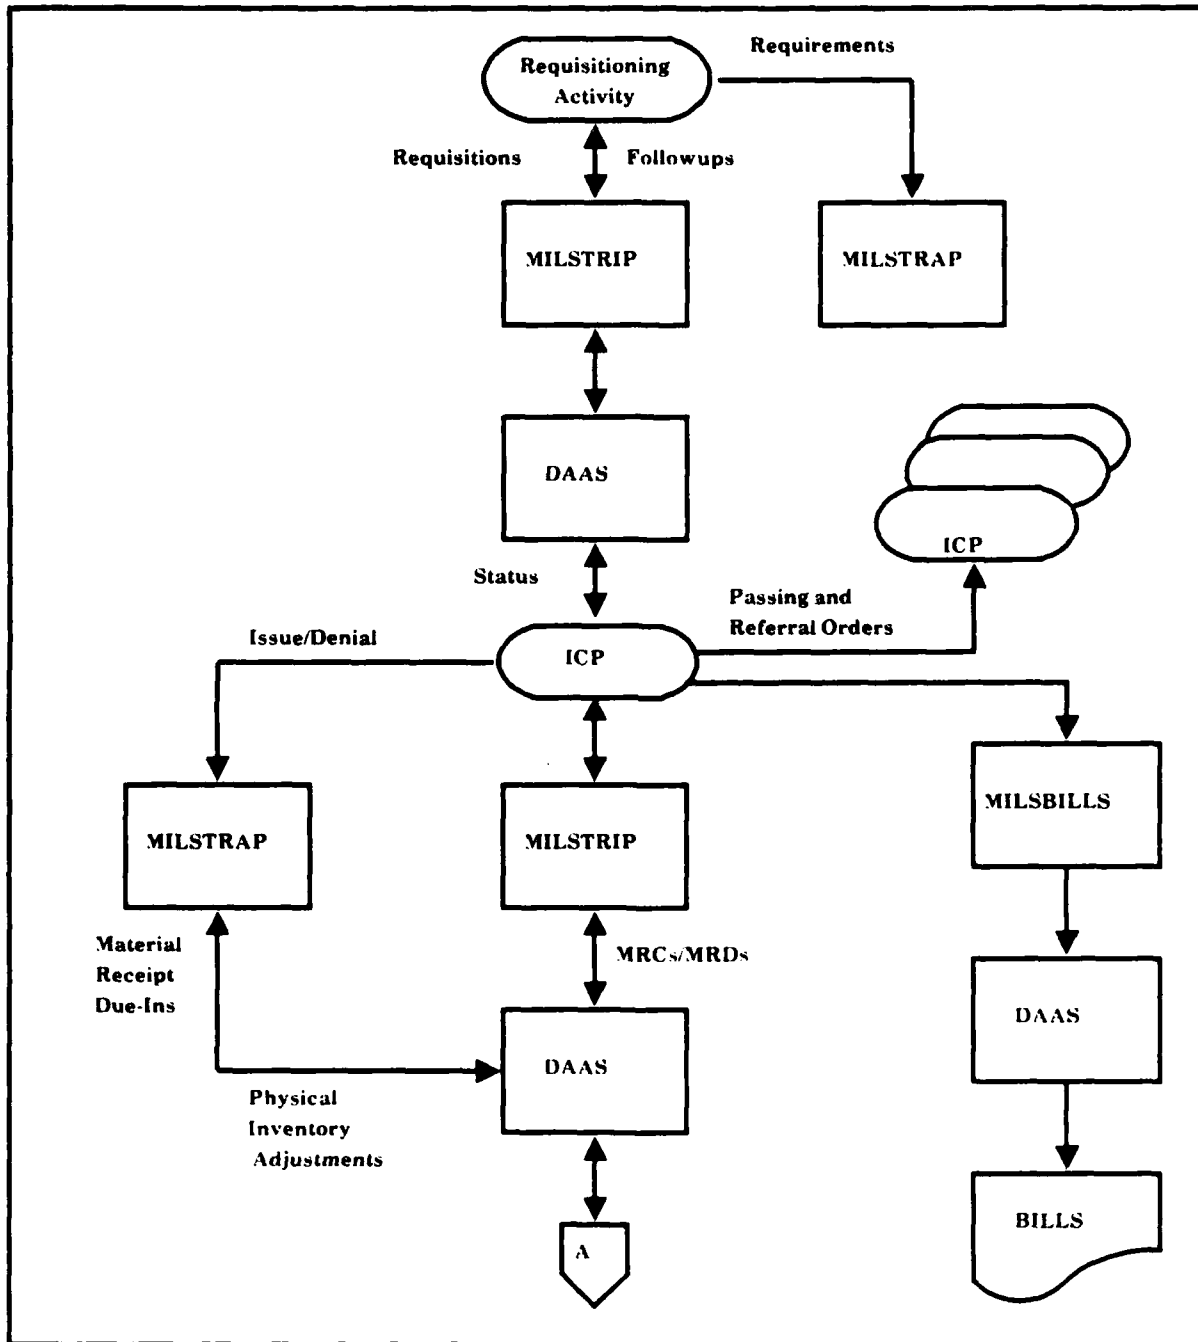 Requirements
Requisitioning
Activity
Requisitions
Followups
MILSTRIP
MILSTRAP
DAAS
ICP
Status
Passing and
Referral Orders
Issue/Denial
ICP
MILSTRAP
MILSTRIP
MILSBILLS
Material
Receipt
Due-Ins
MRCs/MRDs
DAAS
DAAS
Physical
Inventory
Adjustments
A
BILLS